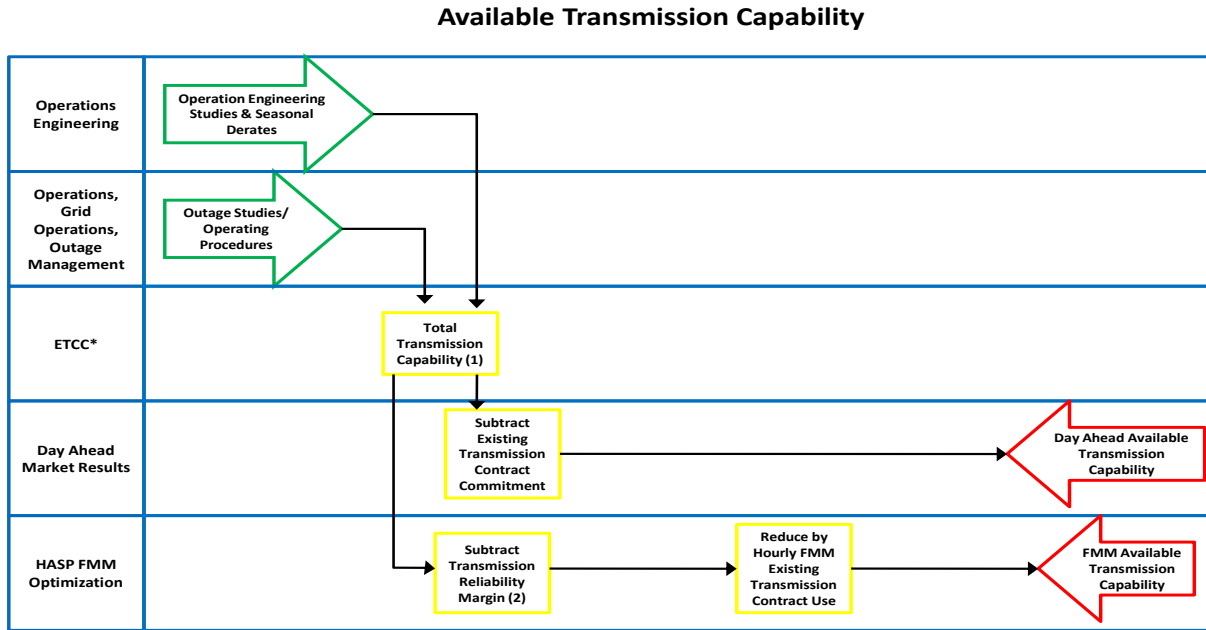 Available Transmission Capability
Operations
Engineering
Operation Engineering
Studies & Seasonal
Derates
Operations,
Grid
Operations,
Outage
Management
Outage Studies/
Operating
Procedures
ETCC*
Total
Transmission
Capability (1)
Day Ahead
Market Results
Subtract
Existing
Transmission
Contract
Commitment
Day Ahead Available
Transmission
Capability
HASP FMM
Optimization
Subtract
Transmission
Reliability
Margin (2)
Reduce by
Hourly FMM
Existing
Transmission
Contract Use
FMM Available
Transmission
Capability